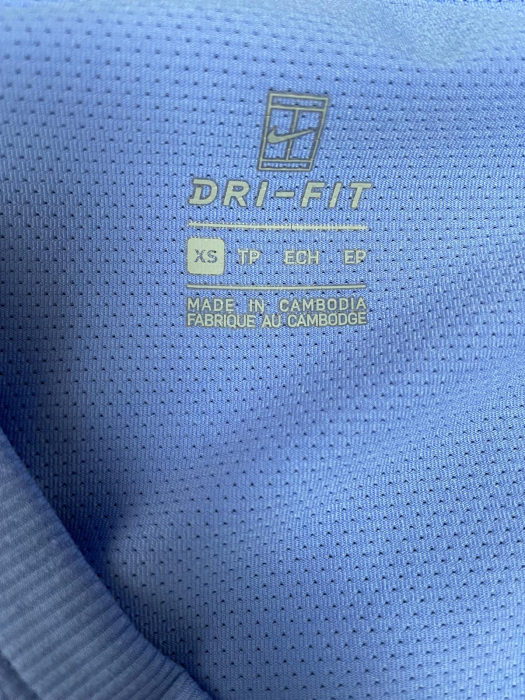 DRI-FIT
XS TP ECH EP
MADE IN CAMBODIA
FABRIQUE AU CAMBODGE